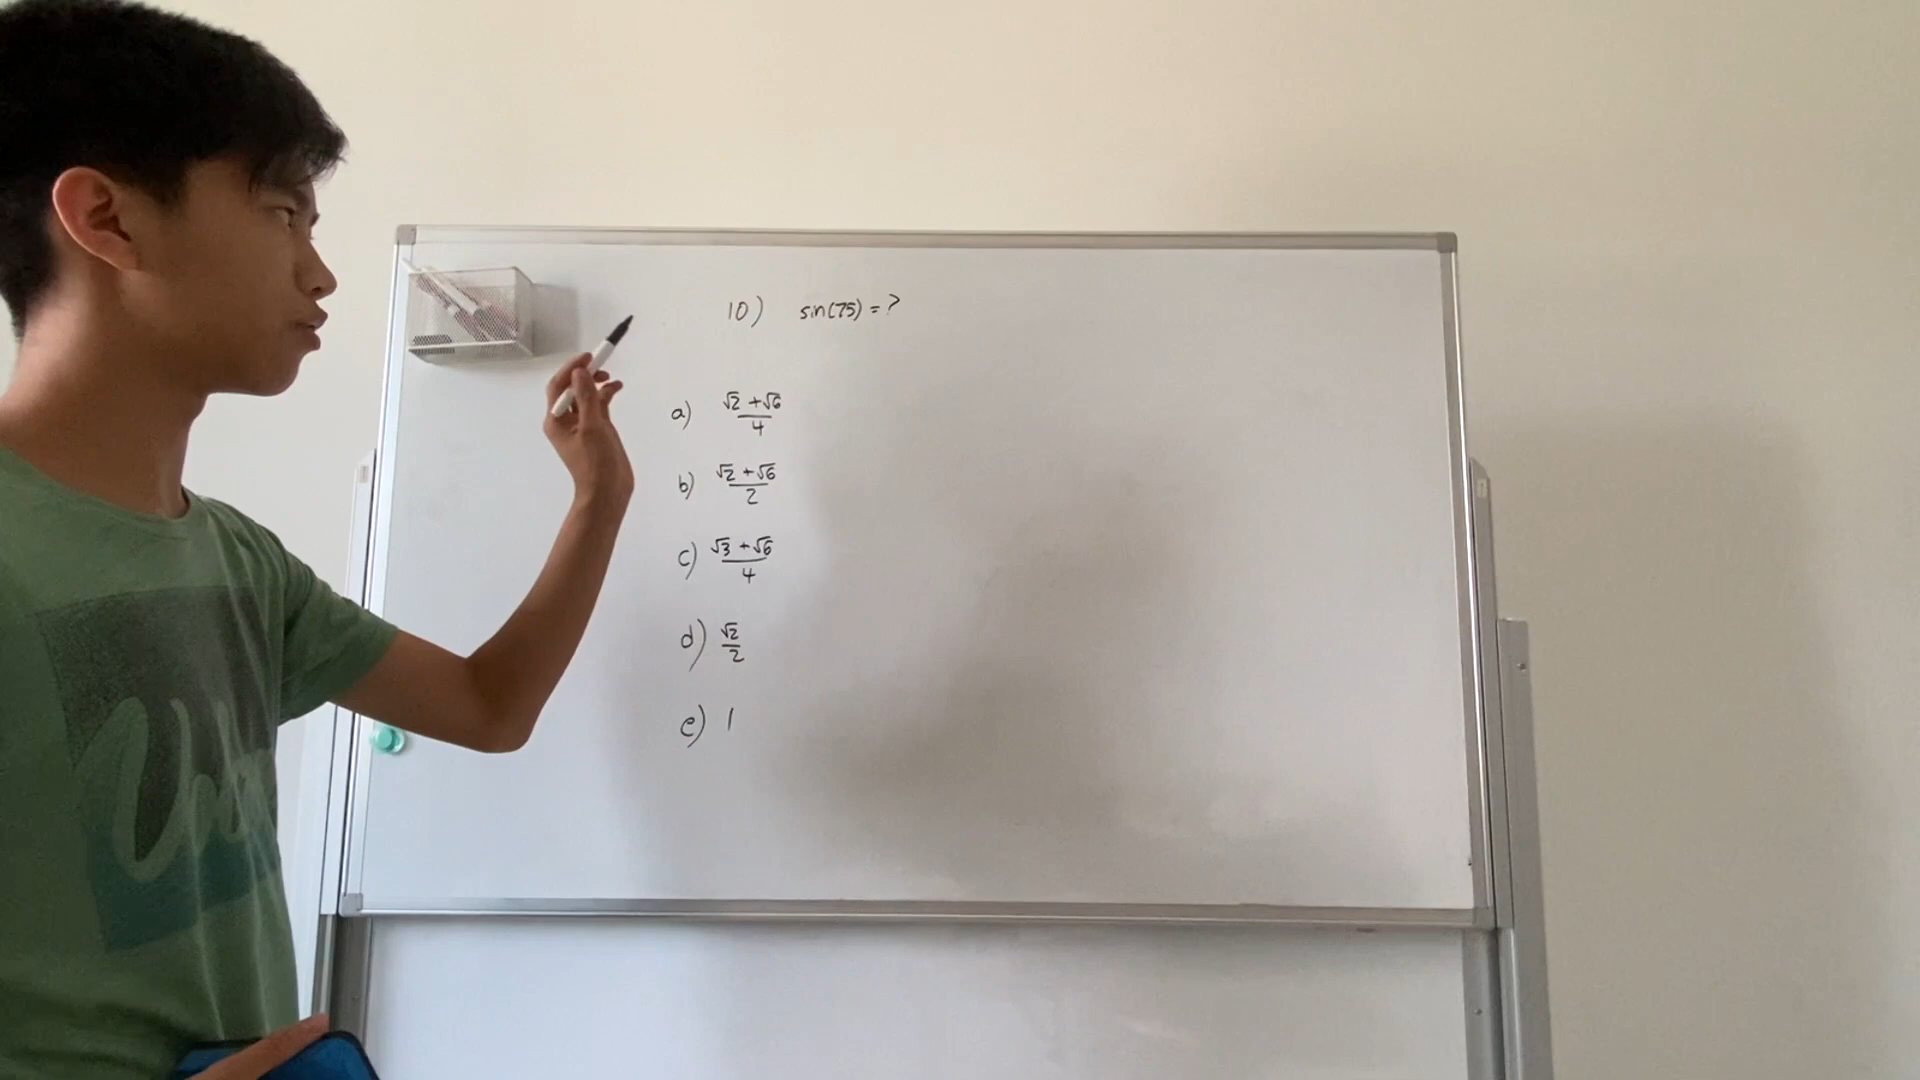 10) sin(75) = ?
a) √2 + √6 / 4
b) √2 + √6 / 2
c) √3 + √6 / 4
d) √2 / 2
e) 1